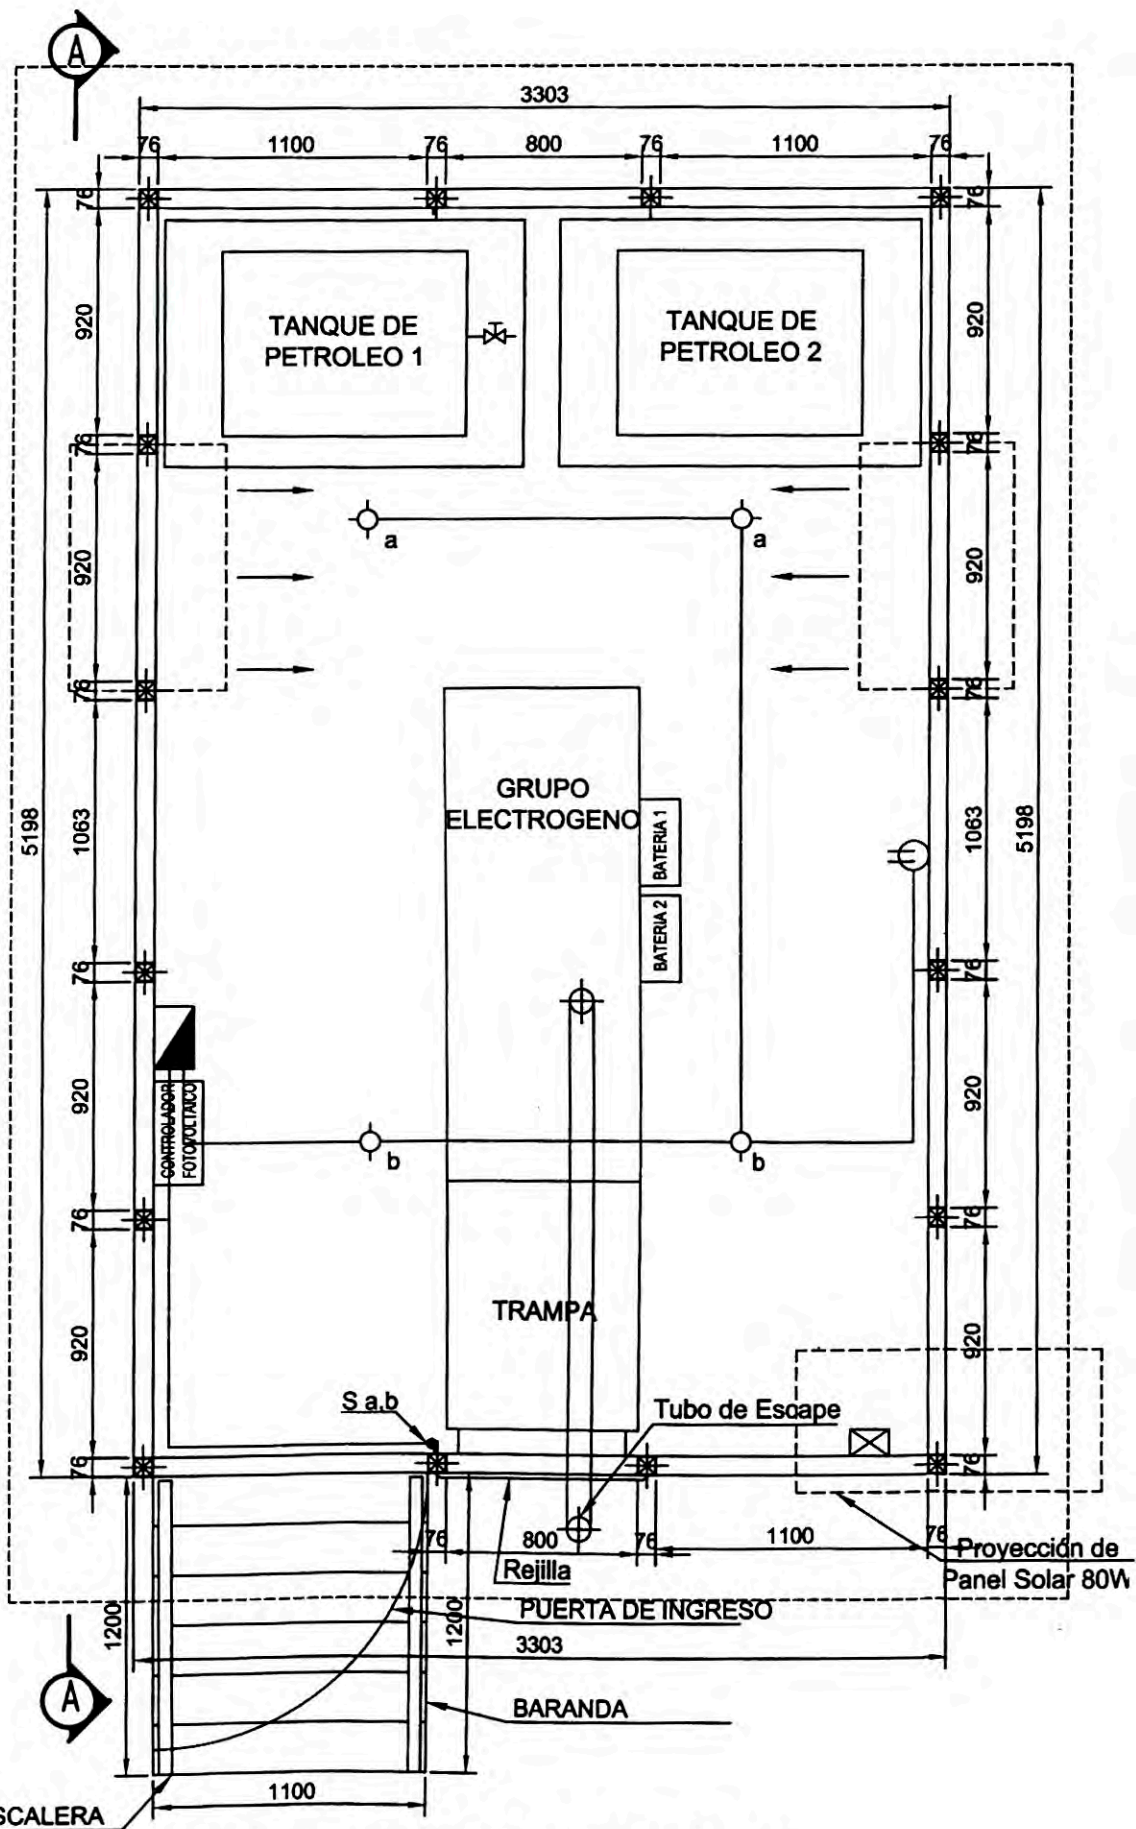 A
3303
76
1100
76
800
76
1100
76
76
76
TANQUE DE
PETROLEO 1
TANQUE DE
PETROLEO 2
920
920
76
76
a
a
920
920
76
76
GRUPO
ELECTROGENO
BATERIA 1
BATERIA 2
5198
1063
1063
5198
76
76
CONTROLADOR
FOTOVOLTAICO
920
920
b
b
76
76
TRAMPA
920
920
S a.b
Tubo de Escape
76
76
76
800
76
1100
76
Rejilla
Proyección de
Panel Solar 80W
1200
1200
PUERTA DE INGRESO
3303
A
BARANDA
1100
SCALERA